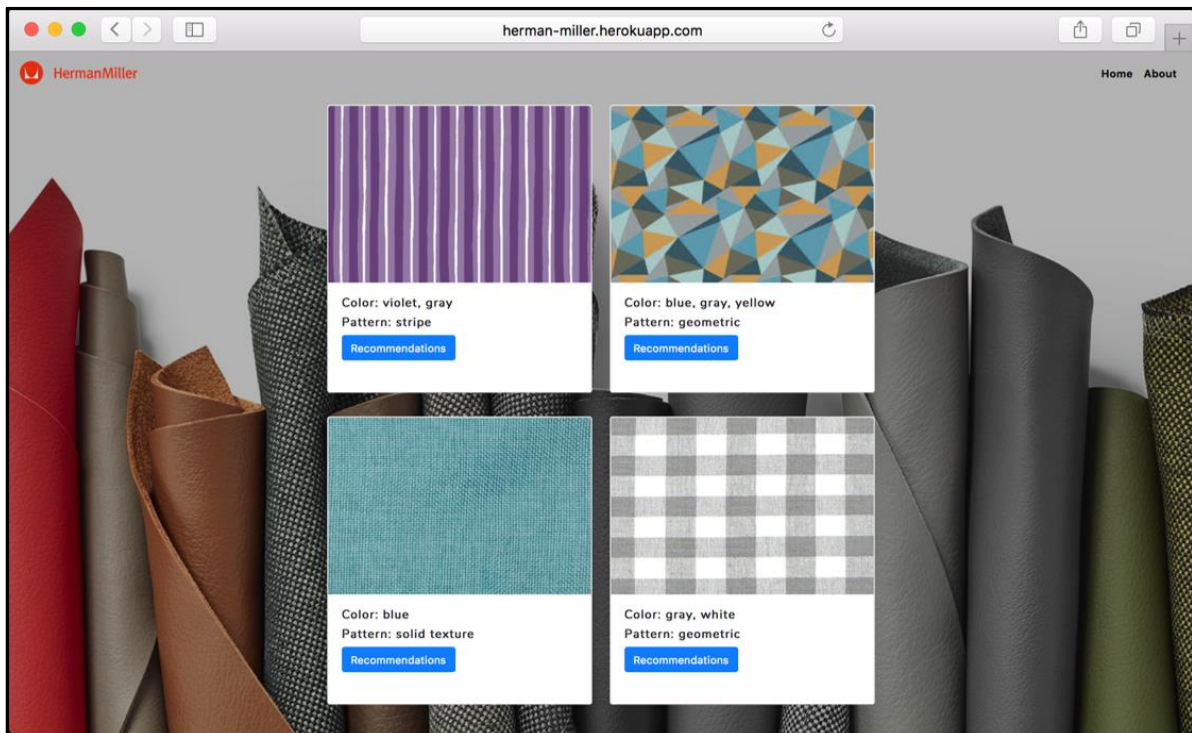 herman-miller.herokuapp.com
HermanMiller
Home About
Color: violet, gray
Pattern: stripe
Recommendations
Color: blue, gray, yellow
Pattern: geometric
Recommendations
Color: blue
Pattern: solid texture
Recommendations
Color: gray, white
Pattern: geometric
Recommendations